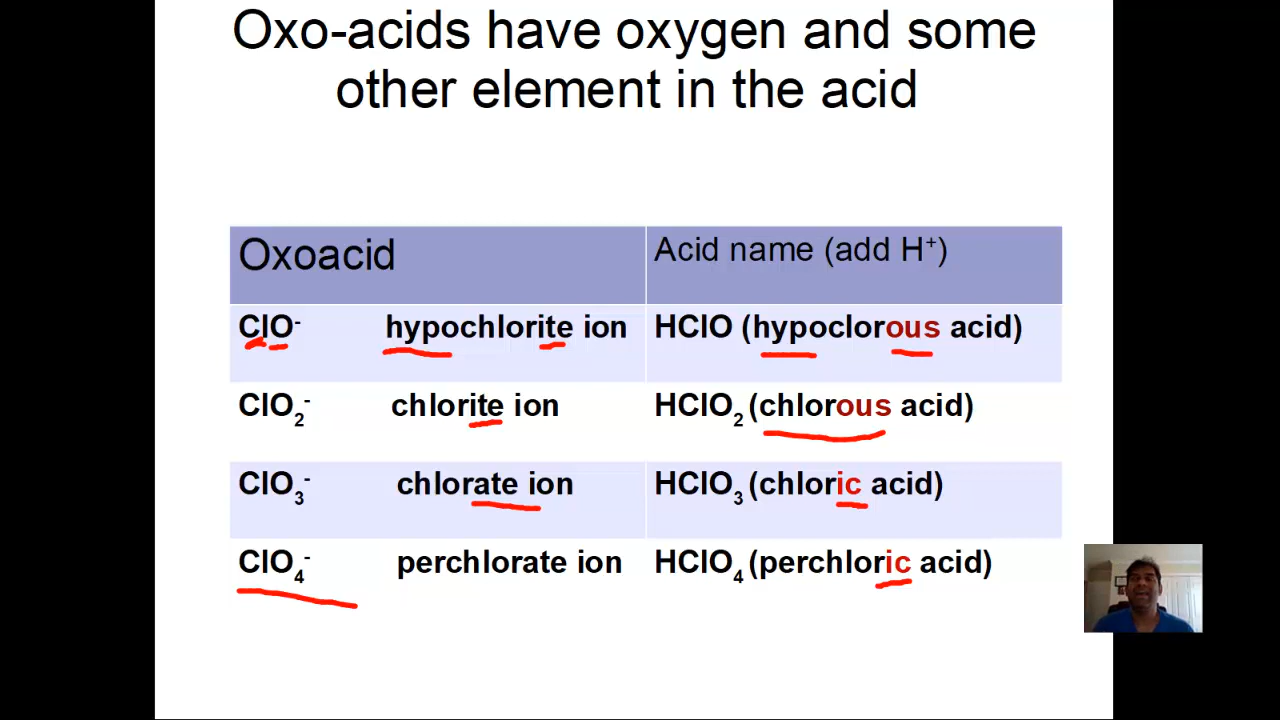 Oxo-acids have oxygen and some
other element in the acid
Oxoacid Acid name (add H⁺)
ClO⁻ hypochlorite ion HClO (hypoclorous acid)
ClO₂⁻ chlorite ion HClO₂ (chlorous acid)
ClO₃⁻ chlorate ion HClO₃ (chloric acid)
ClO₄⁻ perchlorate ion HClO₄ (perchloric acid)